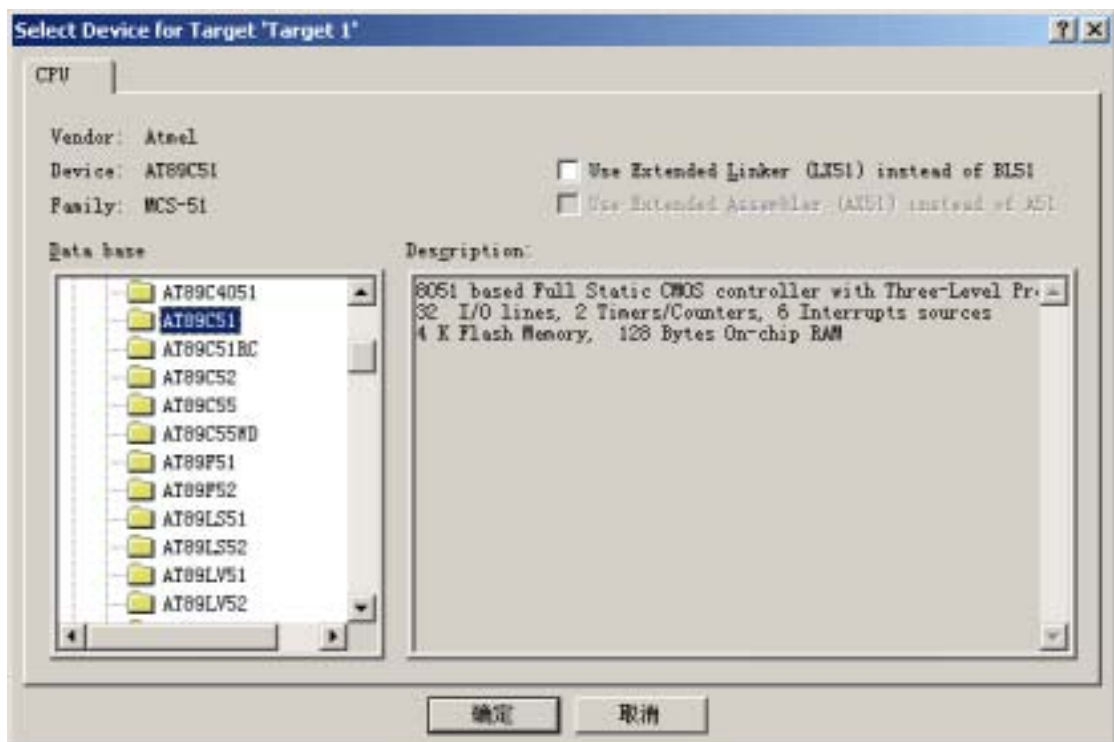 Select Device for Target 'Target 1'
CPU
Vendor: Atmel
Device: AT89C51
Family: MCS-51
Use Extended Linker (LX51) instead of BL51
Use Extended Assembler (AX51) instead of A51
Data base
AT89C4051
AT89C51
AT89C51RC
AT89C52
AT89C55
AT89C55WD
AT89F51
AT89F52
AT89LS51
AT89LS52
AT89LV51
AT89LV52
Description:
8051 based Full Static CMOS controller with Three-Level Pr
32 I/O lines, 2 Timers/Counters, 6 Interrupts sources
4 K Flash Memory, 128 Bytes On-chip RAM
确定
取消